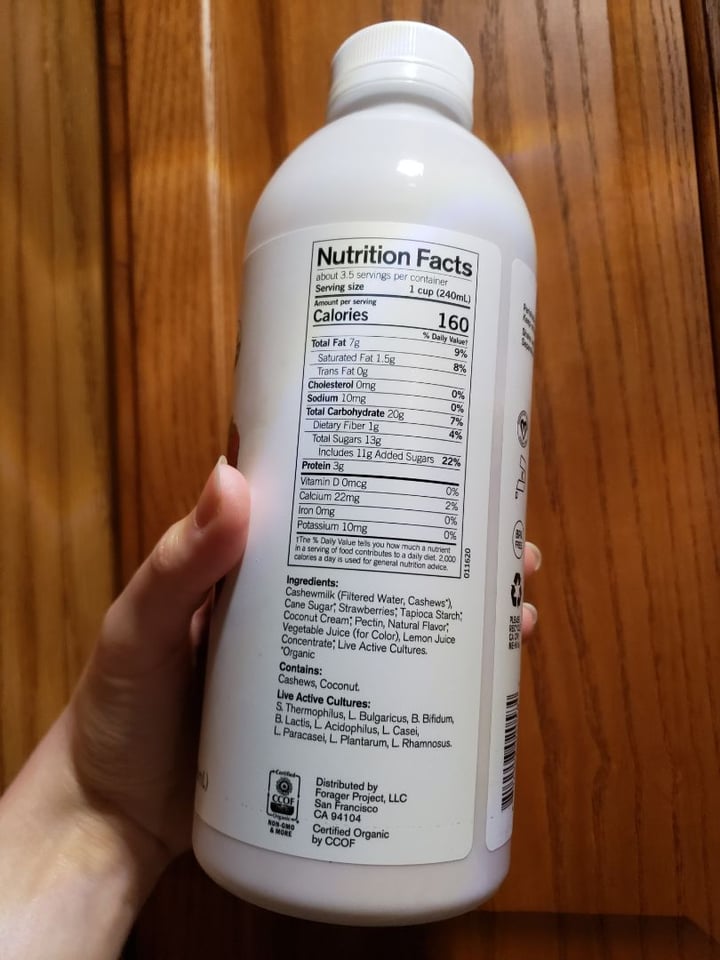 Nutrition Facts
about 3.5 servings per container
Serving size 1 cup (240mL)
Amount per serving
Calories 160
% Daily Value†
Total Fat 7g 9%
Saturated Fat 1.5g 8%
Trans Fat 0g
Cholesterol 0mg 0%
Sodium 10mg 0%
Total Carbohydrate 20g 7%
Dietary Fiber 1g 4%
Total Sugars 13g
Includes 11g Added Sugars 22%
Protein 3g
Vitamin D 0mcg 0%
Calcium 22mg 2%
Iron 0mg 0%
Potassium 10mg 0%
†The % Daily Value tells you how much a nutrient
in a serving of food contributes to a daily diet. 2,000
calories a day is used for general nutrition advice.
011620
Ingredients:
Cashewmilk (Filtered Water, Cashews*),
Cane Sugar*, Strawberries*, Tapioca Starch*,
Coconut Cream*, Pectin, Natural Flavor*,
Vegetable Juice (for Color), Lemon Juice
Concentrate*, Live Active Cultures.
*Organic
Contains:
Cashews, Coconut.
Live Active Cultures:
S. Thermophilus, L. Bulgaricus, B. Bifidum,
B. Lactis, L. Acidophilus, L. Casei,
L. Paracasei, L. Plantarum, L. Rhamnosus.
Certified
CCOF
Organic
NON-GMO
& MORE
Distributed by
Forager Project, LLC
San Francisco
CA 94104
Certified Organic
by CCOF